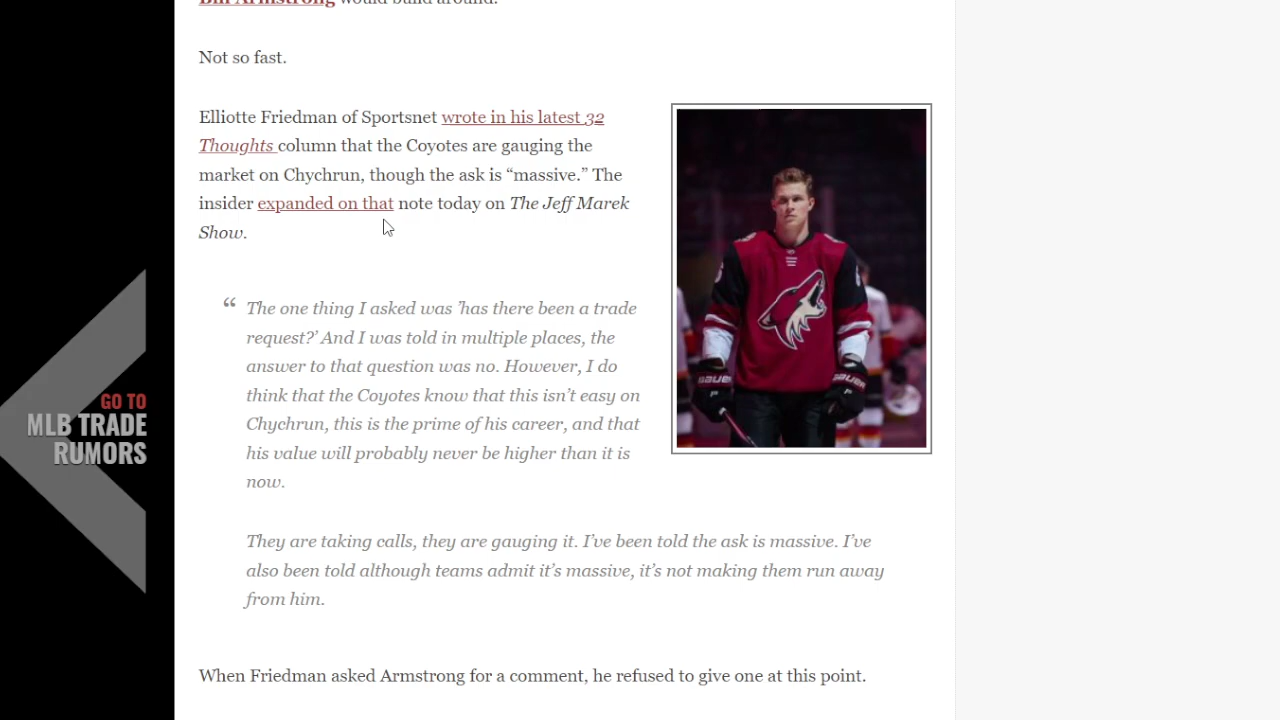 Bill Armstrong would build around.
Not so fast.
Elliotte Friedman of Sportsnet wrote in his latest 32
Thoughts column that the Coyotes are gauging the
market on Chychrun, though the ask is “massive.” The
insider expanded on that note today on The Jeff Marek
Show.
“ The one thing I asked was ’has there been a trade
request?’ And I was told in multiple places, the
answer to that question was no. However, I do
think that the Coyotes know that this isn’t easy on
Chychrun, this is the prime of his career, and that
his value will probably never be higher than it is
now.
They are taking calls, they are gauging it. I’ve been told the ask is massive. I’ve
also been told although teams admit it’s massive, it’s not making them run away
from him.
When Friedman asked Armstrong for a comment, he refused to give one at this point.
GO TO
MLB TRADE
RUMORS
BAUER
BAUER